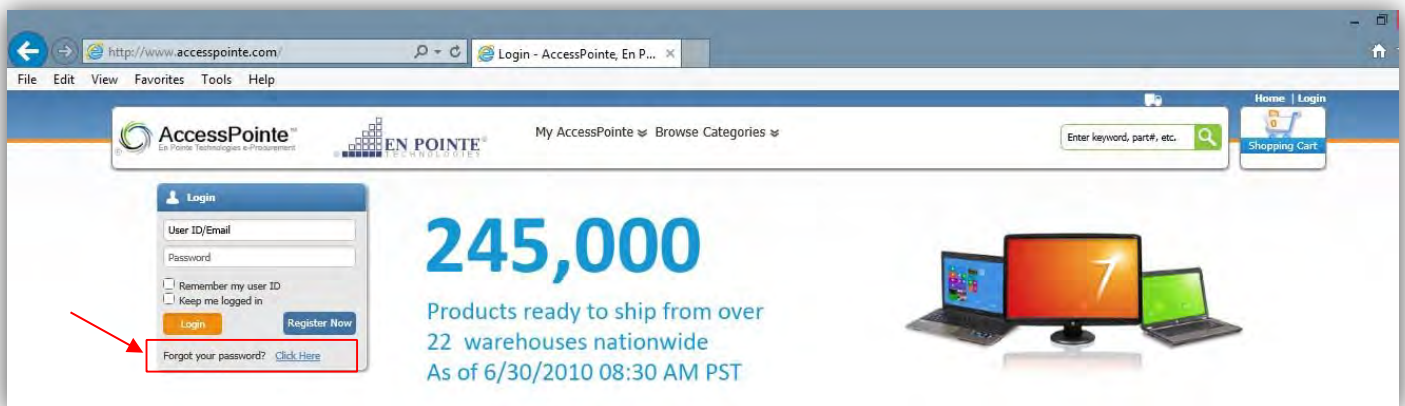 http://www.accesspointe.com/
Login - AccessPointe, En P...
File Edit View Favorites Tools Help
Home | Login
AccessPointe™
En Pointe Technologies e-Procurement
EN POINTE®
TECHNOLOGIES
My AccessPointe Browse Categories
Enter keyword, part#, etc.
0
Shopping Cart
Login
User ID/Email
Password
Remember my user ID
Keep me logged in
Login Register Now
Forgot your password? Click Here
245,000
Products ready to ship from over
22 warehouses nationwide
As of 6/30/2010 08:30 AM PST
7